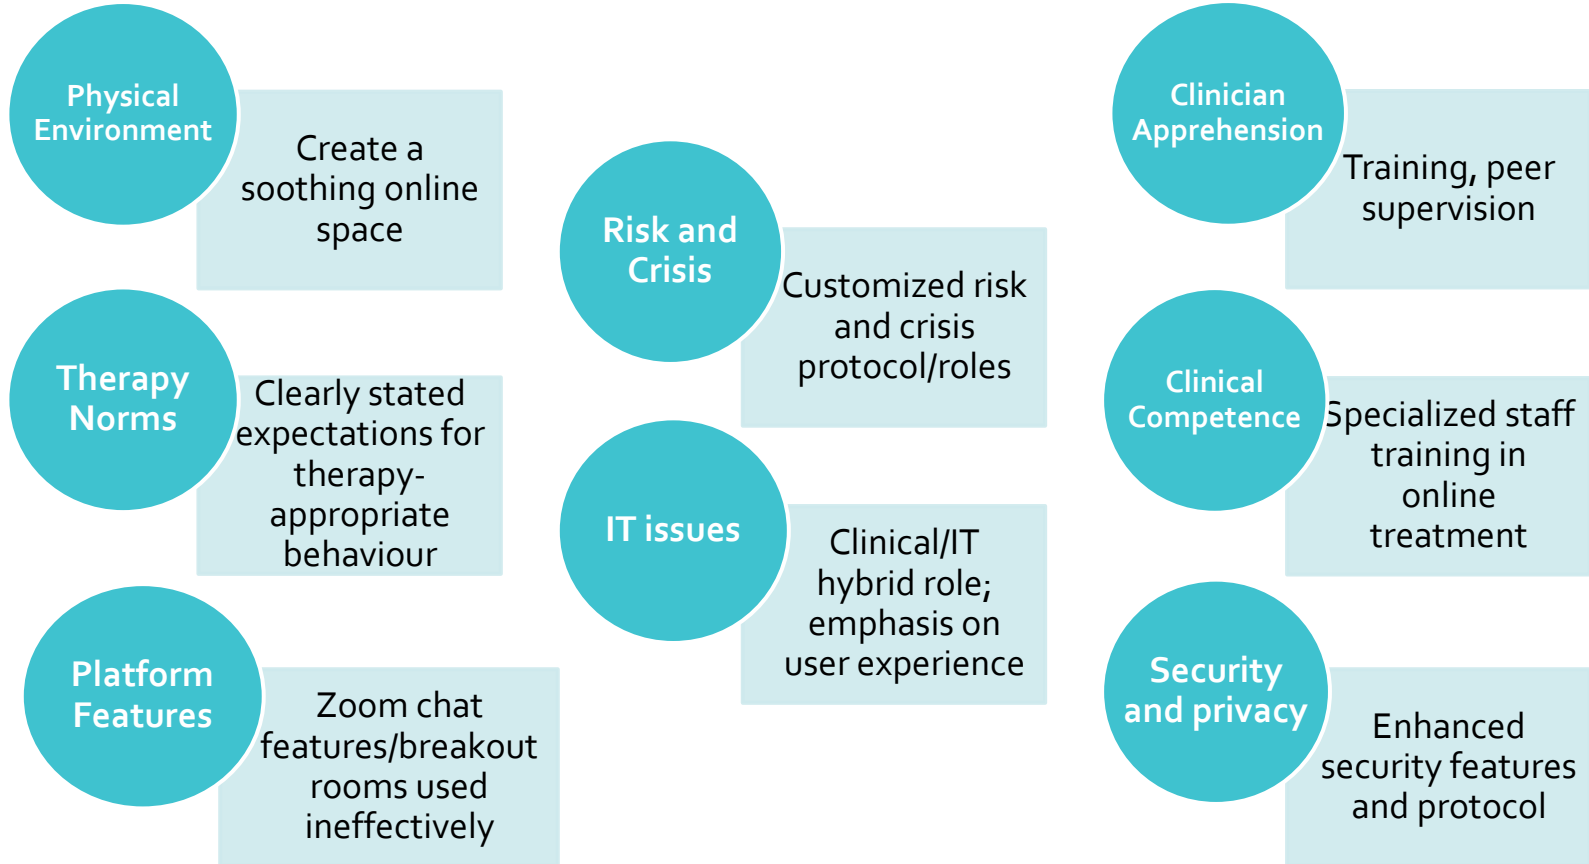 Physical
Environment
Create a
soothing online
space
Therapy
Norms
Clearly stated
expectations for
therapy-
appropriate
behaviour
Platform
Features
Zoom chat
features/breakout
rooms used
ineffectively
Risk and
Crisis
Customized risk
and crisis
protocol/roles
IT issues
Clinical/IT
hybrid role;
emphasis on
user experience
Clinician
Apprehension
Training, peer
supervision
Clinical
Competence
Specialized staff
training in
online
treatment
Security
and privacy
Enhanced
security features
and protocol